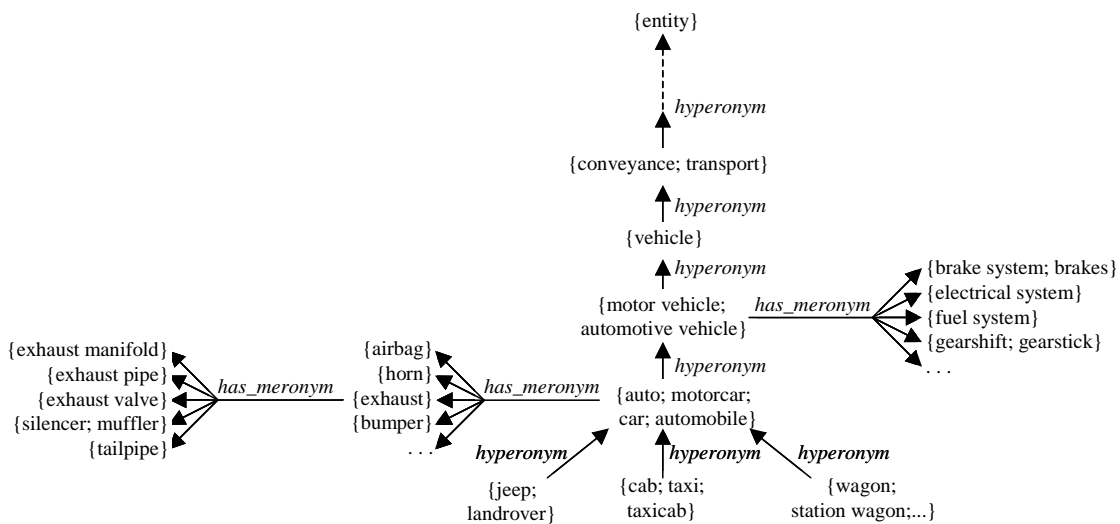 {entity}
hyperonym
{conveyance; transport}
hyperonym
{vehicle}
hyperonym
{motor vehicle;
automotive vehicle}
has_meronym
{brake system; brakes}
{electrical system}
{fuel system}
{gearshift; gearstick}
. . .
hyperonym
{auto; motorcar;
car; automobile}
has_meronym
{airbag}
{horn}
{exhaust}
{bumper}
. . .
has_meronym
{exhaust manifold}
{exhaust pipe}
{exhaust valve}
{silencer; muffler}
{tailpipe}
hyperonym
hyperonym
hyperonym
{jeep;
landrover}
{cab; taxi;
taxicab}
{wagon;
station wagon;...}